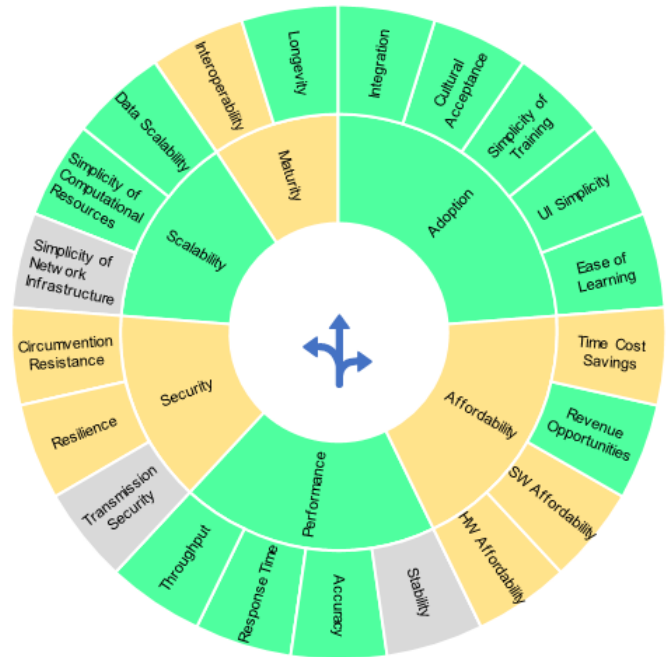 Integration
Cultural
Acceptance
Simplicity of
Training
UI Simplicity
Ease of
Learning
Time Cost
Savings
Revenue
Opportunities
SW Affordability
HW Affordability
Stability
Accuracy
Response Time
Throughput
Transmission
Security
Resilience
Circumvention
Resistance
Simplicity of
Network
Infrastructure
Simplicity of
Computational
Resources
Data Scalability
Interoperability
Longevity
Adoption
Affordability
Performance
Security
Scalability
Maturity